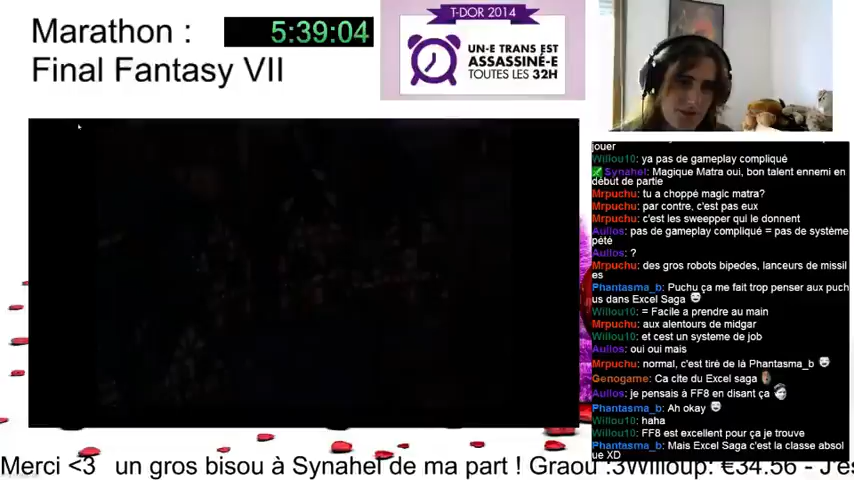 Marathon :
Final Fantasy VII
5:39:04
T-DOR 2014
UN-E TRANS EST
ASSASSINÉ-E
TOUTES LES 32H
jouer
Willou10: ya pas de gameplay compliqué
Synahel: Magique Matra oui, bon talent ennemi en
début de partie
Mrpuchu: tu a choppé magic matra?
Mrpuchu: par contre, c'est pas eux
Mrpuchu: c'est les sweepper qui le donnent
Aullos: pas de gameplay compliqué = pas de système
pété
Aullos: ?
Mrpuchu: des gros robots bipedes, lanceurs de missil
es
Phantasma_b: Puchu ça me fait trop penser aux puch
us dans Excel Saga
Willou10: = Facile a prendre au main
Mrpuchu: aux alentours de midgar
Willou10: et cest un systeme de job
Aullos: oui oui mais
Mrpuchu: normal, c'est tiré de là Phantasma_b
Genogame: Ca cite du Excel saga
Aullos: je pensais à FF8 en disant ça
Phantasma_b: Ah okay
Willou10: haha
Willou10: FF8 est excellent pour ça je trouve
Phantasma_b: Mais Excel Saga c'est la classe absol
ue XD
Merci <3 un gros bisou à Synahel de ma part ! Graou :3Willoup: €34.56 - J'es